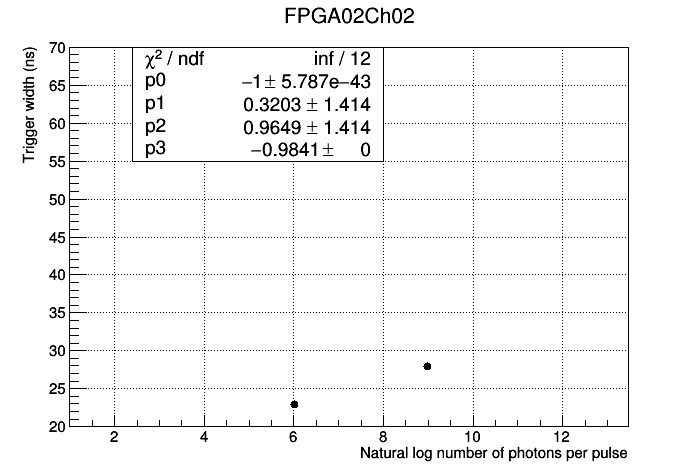 FPGA02Ch02
Trigger width (ns)
70
65
60
55
50
45
40
35
30
25
20
χ² / ndf inf / 12
p0 −1 ± 5.787e−43
p1 0.3203 ± 1.414
p2 0.9649 ± 1.414
p3 −0.9841 ± 0
2 4 6 8 10 12
Natural log number of photons per pulse